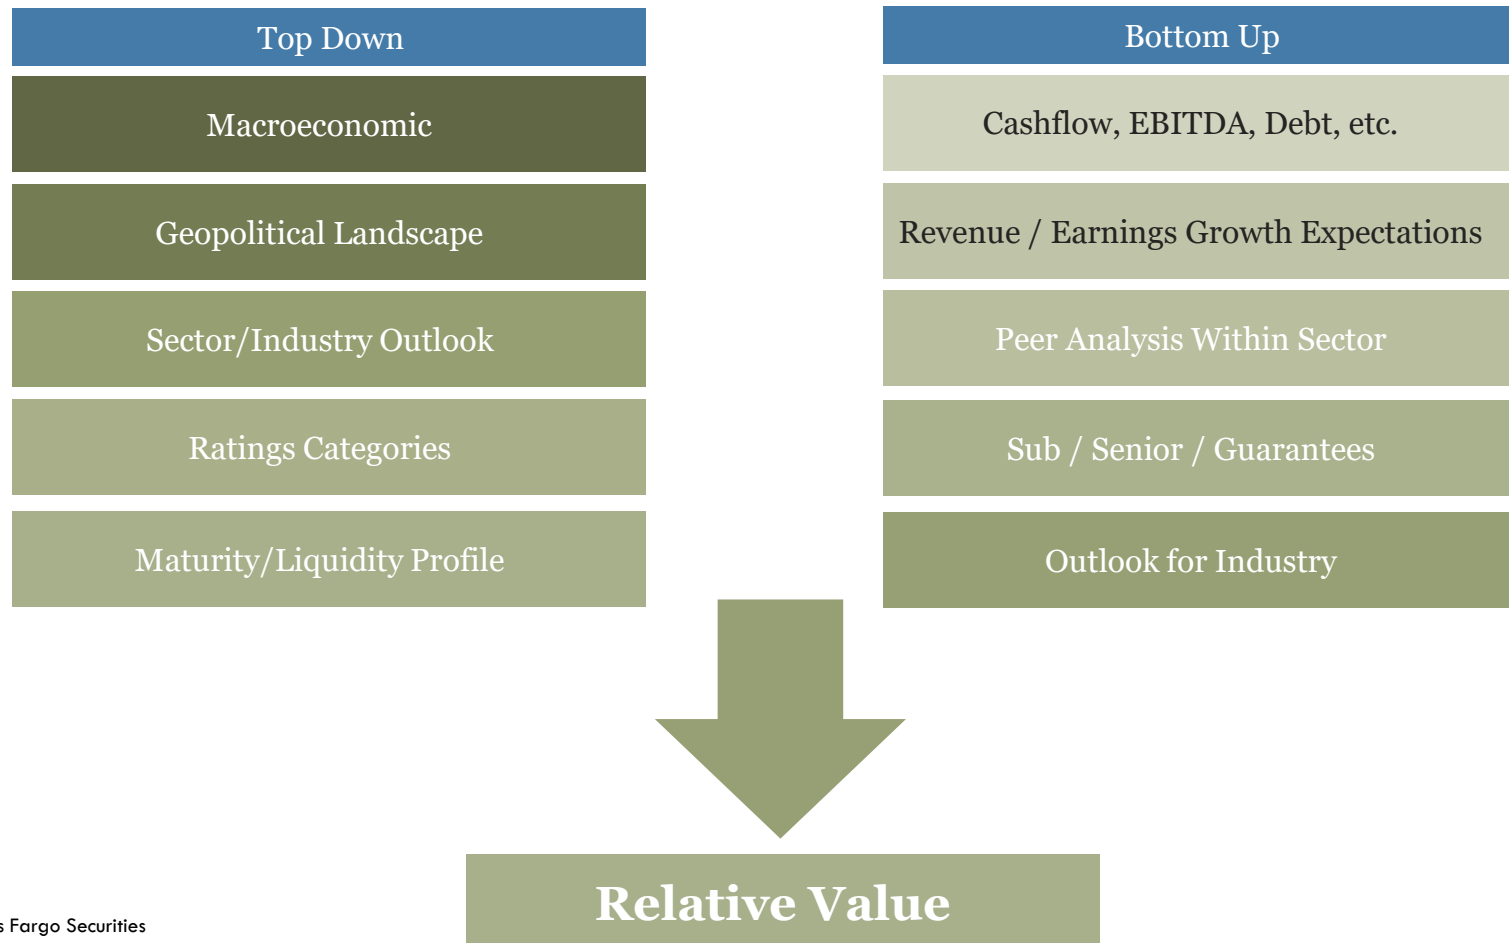 Top Down
Macroeconomic
Geopolitical Landscape
Sector/Industry Outlook
Ratings Categories
Maturity/Liquidity Profile
Bottom Up
Cashflow, EBITDA, Debt, etc.
Revenue / Earnings Growth Expectations
Peer Analysis Within Sector
Sub / Senior / Guarantees
Outlook for Industry
Relative Value
Fargo Securities